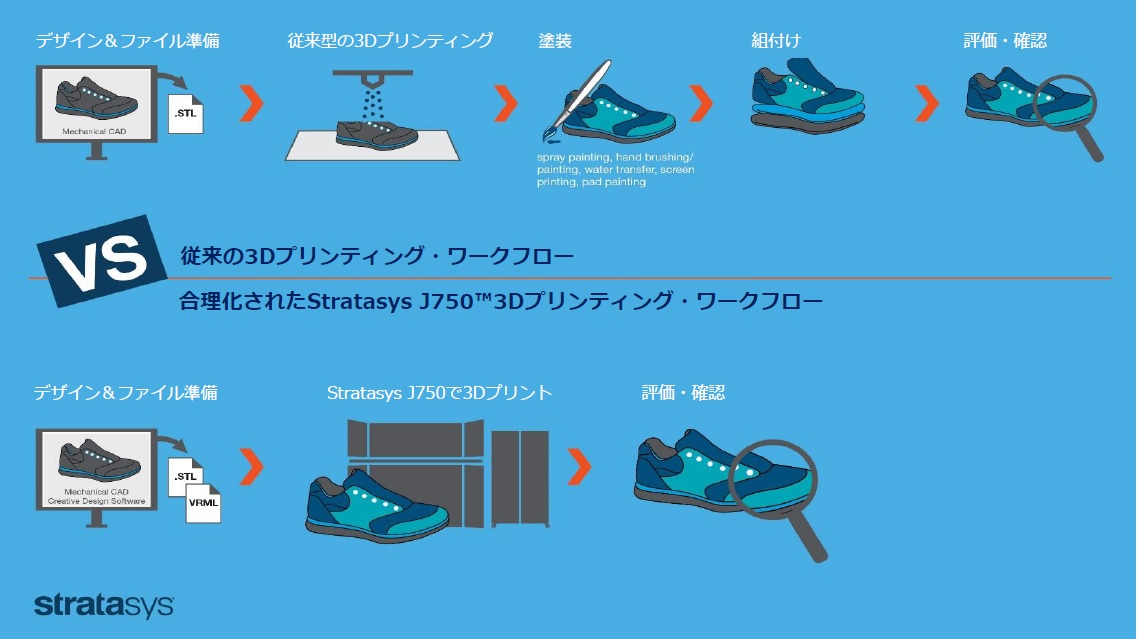 デザイン＆ファイル準備
従来型の3Dプリンティング
塗装
組付け
評価・確認
.STL
Mechanical CAD
spray painting, hand brushing/
painting, water transfer, screen
printing, pad painting
VS
従来の3Dプリンティング・ワークフロー
合理化されたStratasys J750™3Dプリンティング・ワークフロー
デザイン＆ファイル準備
Stratasys J750で3Dプリント
評価・確認
.STL
Mechanical CAD
Creative Design Software
VRML
stratasys